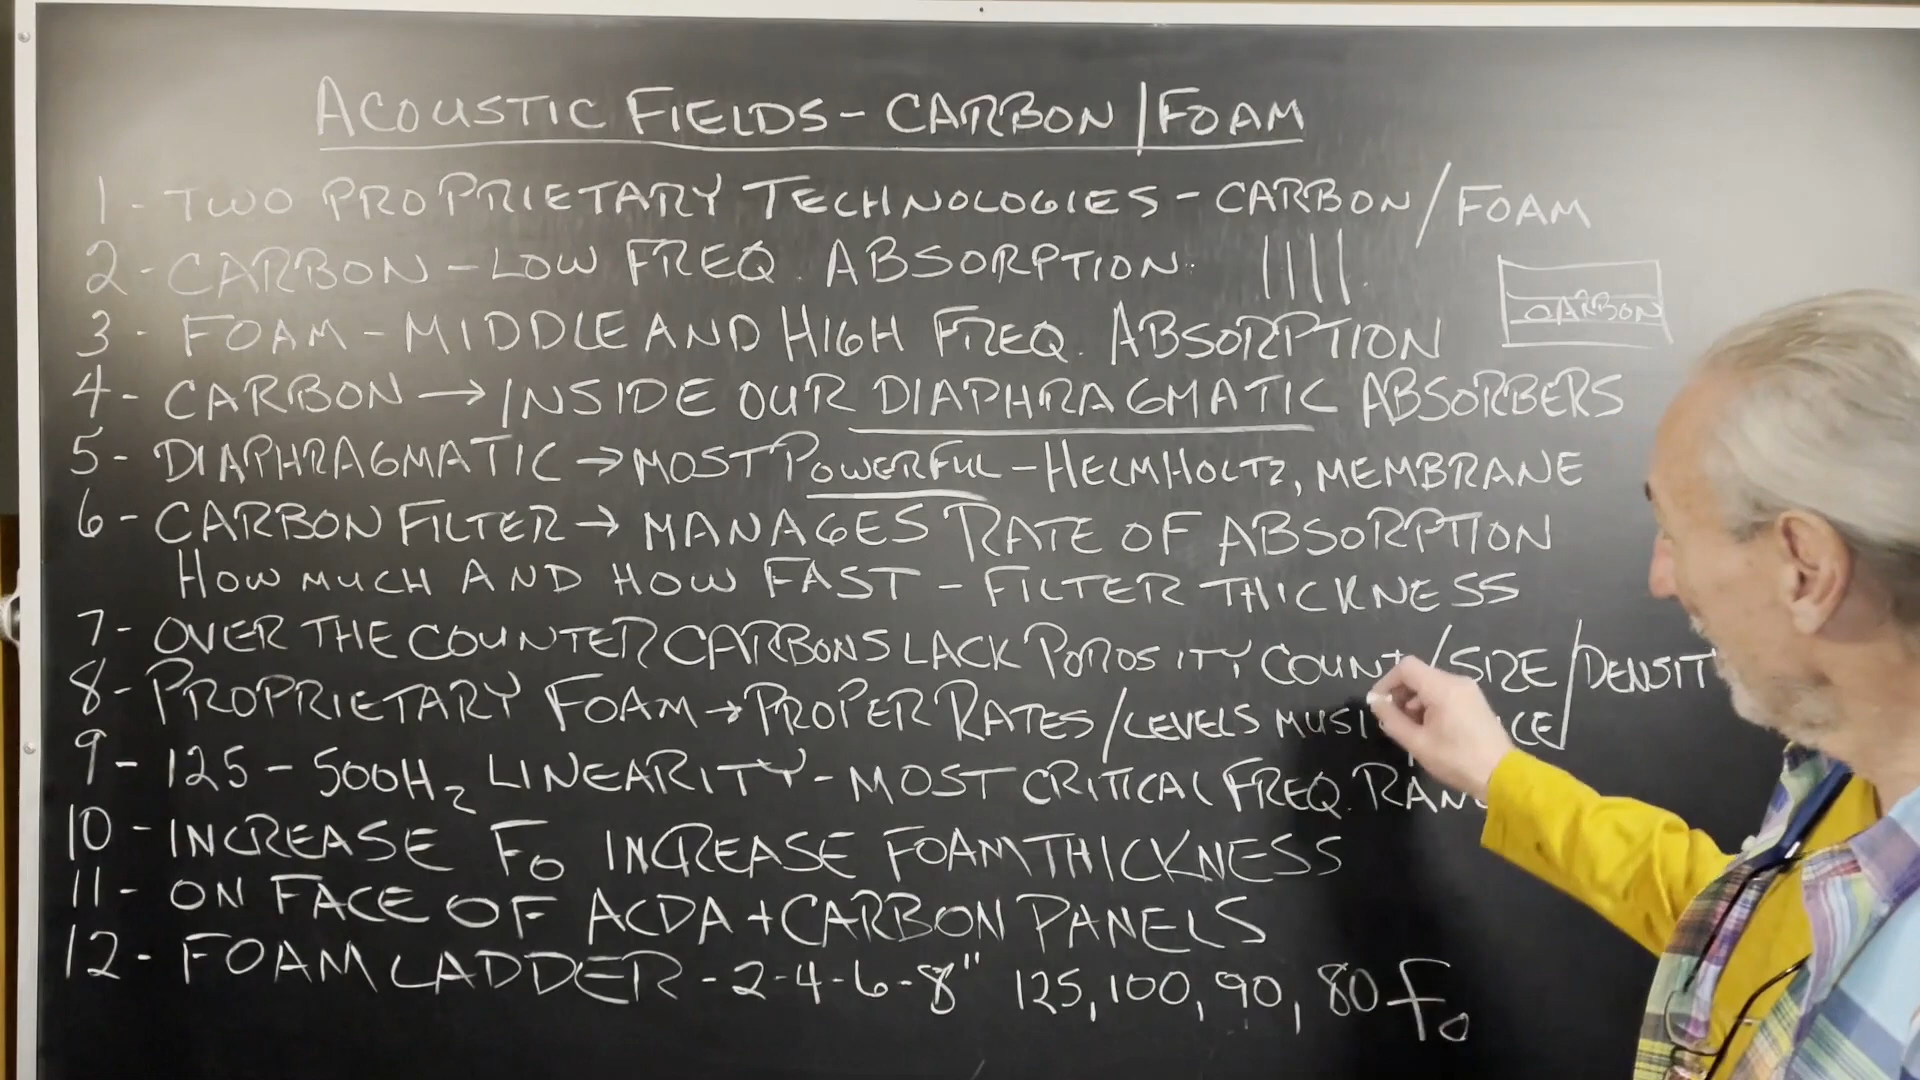 ACOUSTIC FIELDS - CARBON / FOAM
1 - TWO PROPRIETARY TECHNOLOGIES - CARBON / FOAM
2 - CARBON - LOW FREQ. ABSORPTION
CARBON
3 - FOAM - MIDDLE AND HIGH FREQ. ABSORPTION
4 - CARBON → INSIDE OUR DIAPHRAGMATIC ABSORBERS
5 - DIAPHRAGMATIC → MOST POWERFUL - HELMHOLTZ, MEMBRANE
6 - CARBON FILTER → MANAGES RATE OF ABSORPTION
HOW MUCH AND HOW FAST - FILTER THICKNESS
7 - OVER THE COUNTER CARBONS LACK POROSITY COUNT / SIZE / DENSIT
8 - PROPRIETARY FOAM → PROPER RATES / LEVELS MUSI
9 - 125 - 500HZ LINEARITY - MOST CRITICAL FREQ. RAN
10 - INCREASE FO INCREASE FOAM THICKNESS
11 - ON FACE OF ACDA + CARBON PANELS
12 - FOAM LADDER - 2-4-6-8" 125, 100, 90, 80 Fo